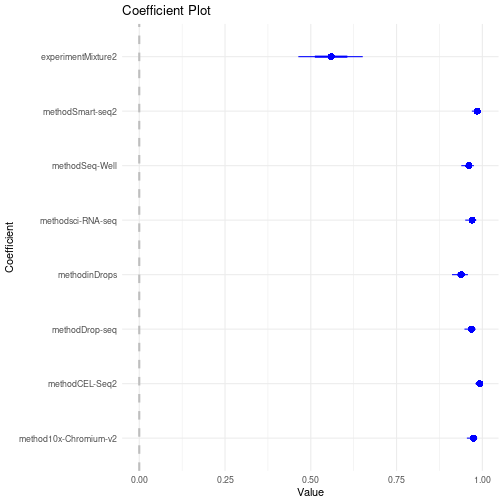 Coefficient Plot
Coefficient
experimentMixture2
methodSmart-seq2
methodSeq-Well
methodsci-RNA-seq
methodinDrops
methodDrop-seq
methodCEL-Seq2
method10x-Chromium-v2
0.00 0.25 0.50 0.75 1.00
Value